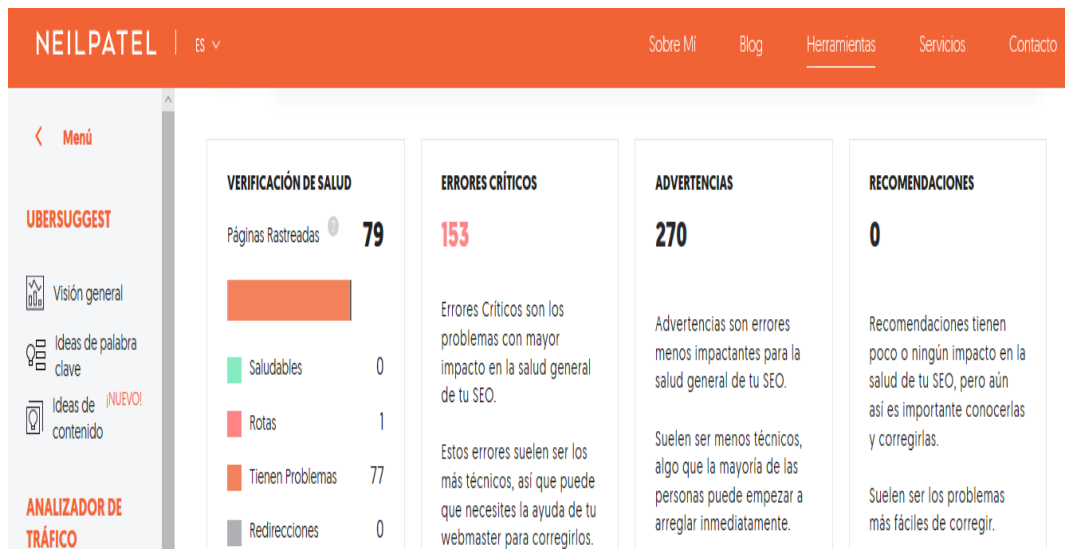 NEILPATEL
ES
Sobre Mí
Blog
Herramientas
Servicios
Contacto
Menú
UBERSUGGEST
Visión general
Ideas de palabra
clave
Ideas de
¡NUEVO!
contenido
ANALIZADOR DE
TRÁFICO
VERIFICACIÓN DE SALUD
Páginas Rastreadas ? 79
Saludables 0
Rotas 1
Tienen Problemas 77
Redirecciones 0
ERRORES CRÍTICOS
153
Errores Críticos son los
problemas con mayor
impacto en la salud general
de tu SEO.
Estos errores suelen ser los
más técnicos, así que puede
que necesites la ayuda de tu
webmaster para corregirlos.
ADVERTENCIAS
270
Advertencias son errores
menos impactantes para la
salud general de tu SEO.
Suelen ser menos técnicos,
algo que la mayoría de las
personas puede empezar a
arreglar inmediatamente.
RECOMENDACIONES
0
Recomendaciones tienen
poco o ningún impacto en la
salud de tu SEO, pero aún
así es importante conocerlas
y corregirlas.
Suelen ser los problemas
más fáciles de corregir.